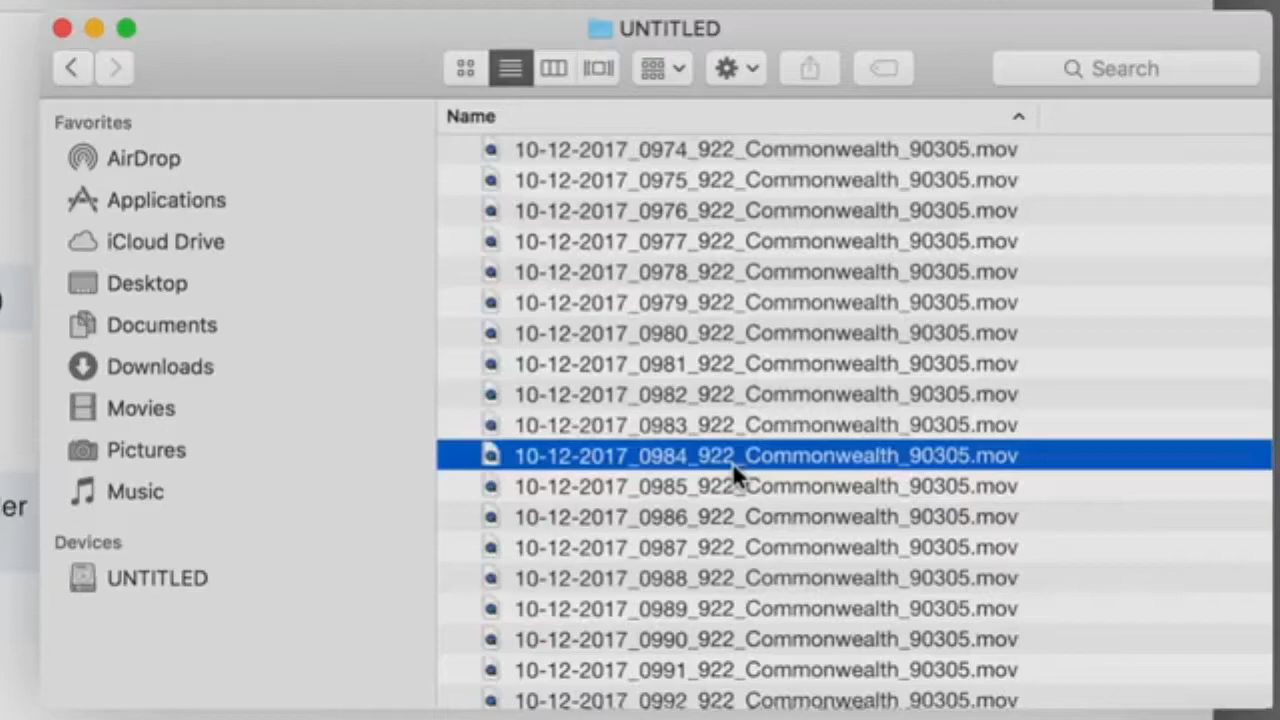 UNTITLED
Search
Favorites
AirDrop
Applications
iCloud Drive
Desktop
Documents
Downloads
Movies
Pictures
Music
Devices
UNTITLED
Name
10-12-2017_0974_922_Commonwealth_90305.mov
10-12-2017_0975_922_Commonwealth_90305.mov
10-12-2017_0976_922_Commonwealth_90305.mov
10-12-2017_0977_922_Commonwealth_90305.mov
10-12-2017_0978_922_Commonwealth_90305.mov
10-12-2017_0979_922_Commonwealth_90305.mov
10-12-2017_0980_922_Commonwealth_90305.mov
10-12-2017_0981_922_Commonwealth_90305.mov
10-12-2017_0982_922_Commonwealth_90305.mov
10-12-2017_0983_922_Commonwealth_90305.mov
10-12-2017_0984_922_Commonwealth_90305.mov
10-12-2017_0985_922_Commonwealth_90305.mov
10-12-2017_0986_922_Commonwealth_90305.mov
10-12-2017_0987_922_Commonwealth_90305.mov
10-12-2017_0988_922_Commonwealth_90305.mov
10-12-2017_0989_922_Commonwealth_90305.mov
10-12-2017_0990_922_Commonwealth_90305.mov
10-12-2017_0991_922_Commonwealth_90305.mov
10-12-2017_0992_922_Commonwealth_90305.mov